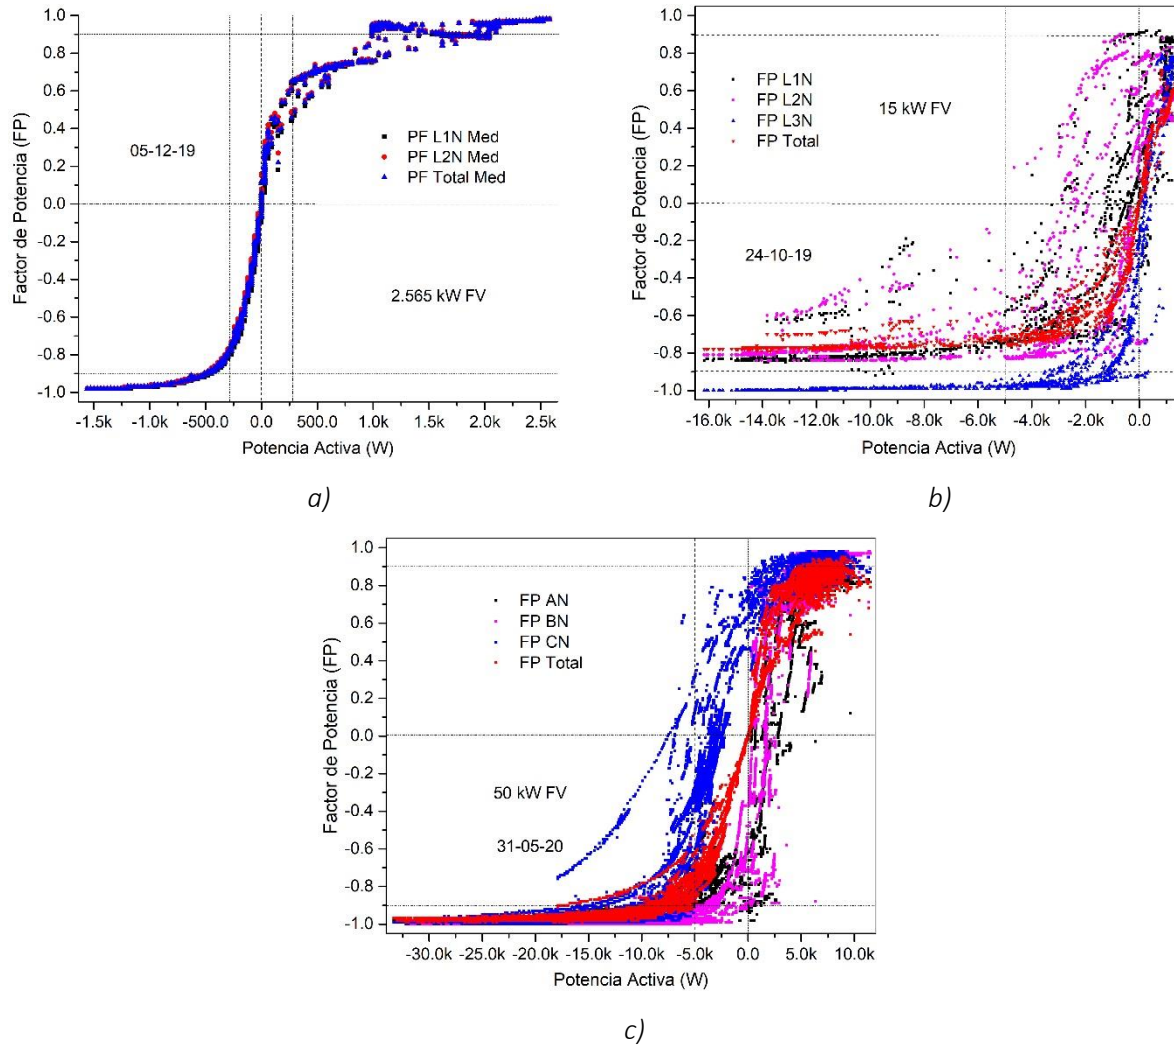 1.0
0.8
0.6
0.4
0.2
0.0
-0.2
-0.4
-0.6
-0.8
-1.0
Factor de Potencia (FP)
05-12-19
PF L1N Med
PF L2N Med
PF Total Med
2.565 kW FV
-1.5k -1.0k -500.0 0.0 500.0 1.0k 1.5k 2.0k 2.5k
Potencia Activa (W)
a)
1.0
0.8
0.6
0.4
0.2
0.0
-0.2
-0.4
-0.6
-0.8
-1.0
Factor de Potencia (FP)
FP L1N
FP L2N
FP L3N
FP Total
15 kW FV
24-10-19
-16.0k -14.0k -12.0k -10.0k -8.0k -6.0k -4.0k -2.0k 0.0
Potencia Activa (W)
b)
1.0
0.8
0.6
0.4
0.2
0.0
-0.2
-0.4
-0.6
-0.8
-1.0
Factor de Potencia (FP)
FP AN
FP BN
FP CN
FP Total
50 kW FV
31-05-20
-30.0k -25.0k -20.0k -15.0k -10.0k -5.0k 0.0 5.0k 10.0k
Potencia Activa (W)
c)